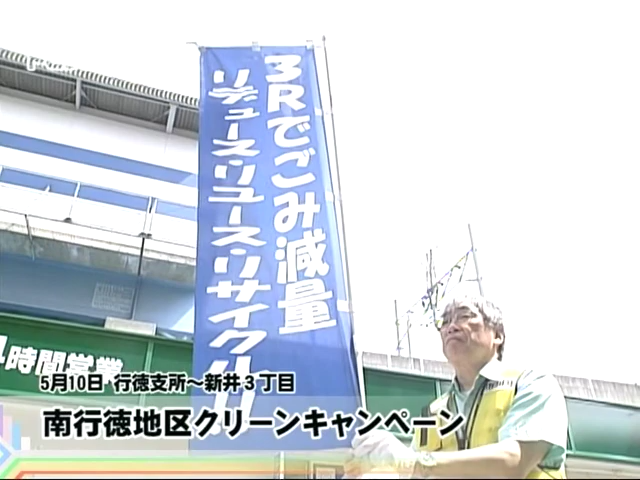 3Rでごみ減量
リデュース・リユース・リサイクル
4時間営業
5月10日 行徳支所～新井3丁目
南行徳地区クリーンキャンペーン